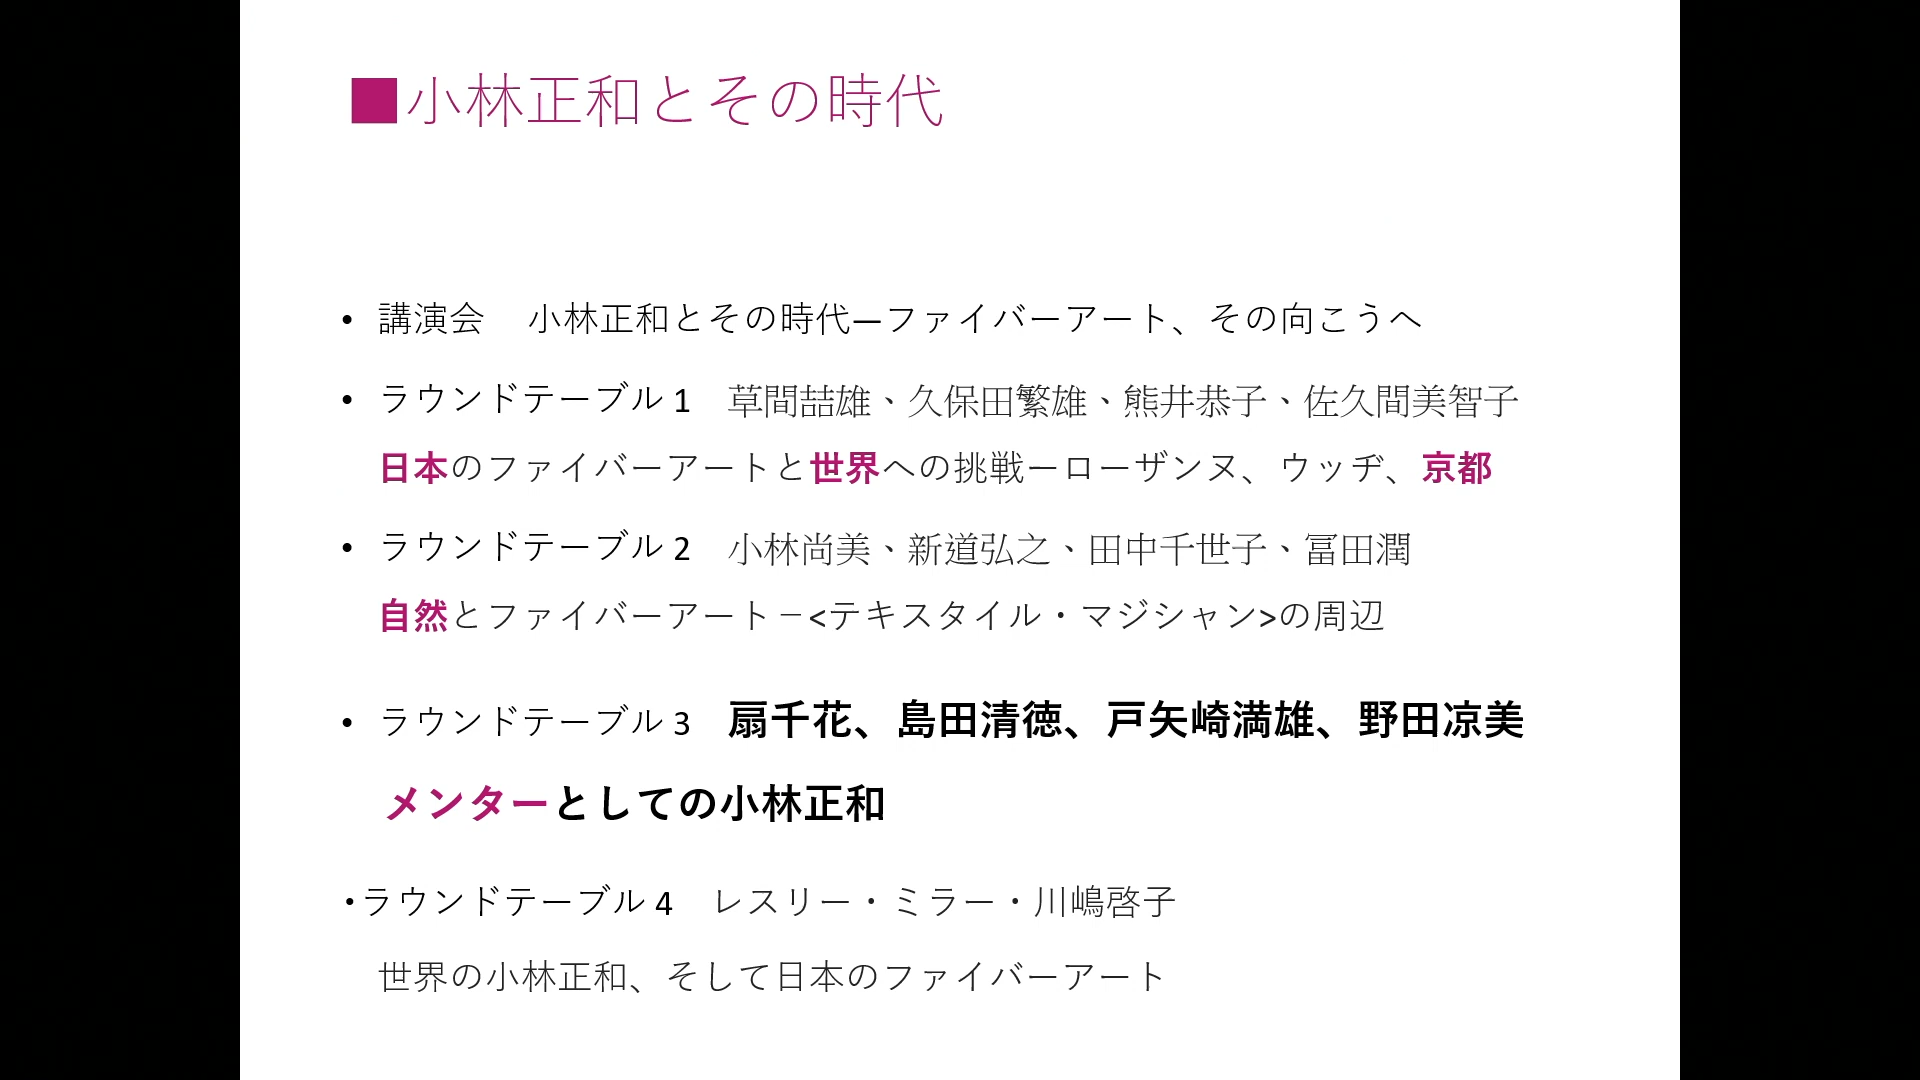 ■小林正和とその時代
• 講演会　小林正和とその時代―ファイバーアート、その向こうへ
• ラウンドテーブル 1　草間喆雄、久保田繁雄、熊井恭子、佐久間美智子
日本のファイバーアートと世界への挑戦ーローザンヌ、ウッヂ、京都
• ラウンドテーブル 2　小林尚美、新道弘之、田中千世子、冨田潤
自然とファイバーアート－<テキスタイル・マジシャン>の周辺
• ラウンドテーブル 3　扇千花、島田清徳、戸矢崎満雄、野田凉美
メンターとしての小林正和
・ラウンドテーブル 4　レスリー・ミラー・川嶋啓子
世界の小林正和、そして日本のファイバーアート